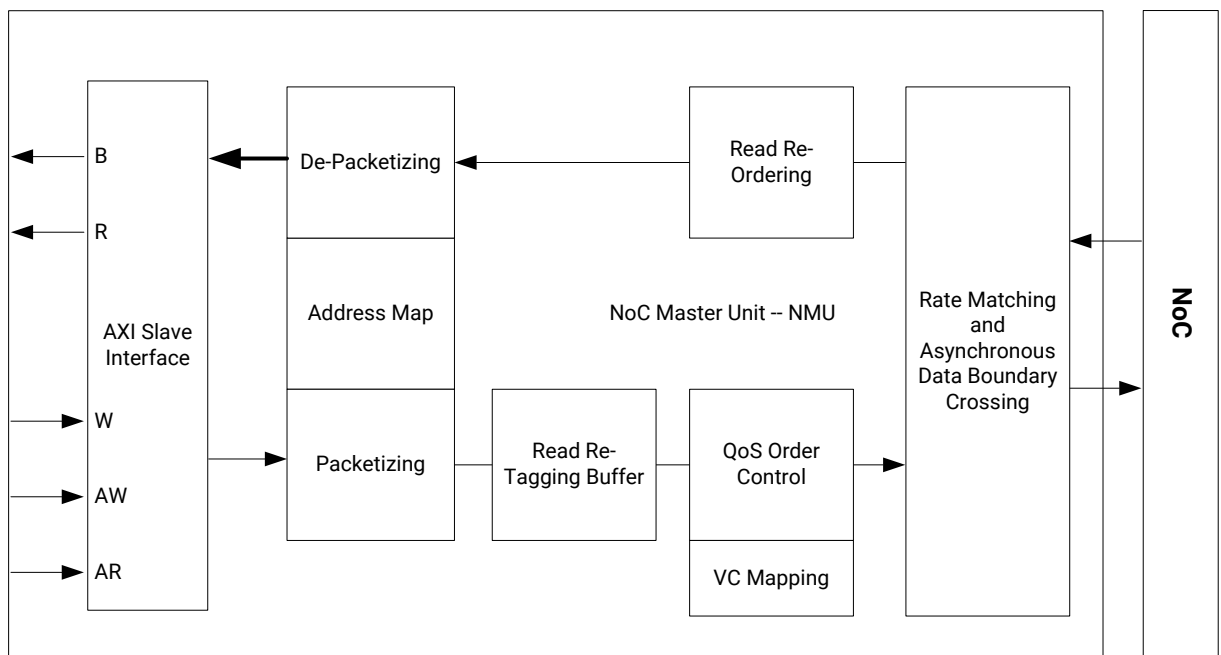 B
R
W
AW
AR
AXI Slave
Interface
De-Packetizing
Address Map
Packetizing
Read Re-
Ordering
NoC Master Unit -- NMU
Read Re-
Tagging Buffer
QoS Order
Control
VC Mapping
Rate Matching
and
Asynchronous
Data Boundary
Crossing
NoC